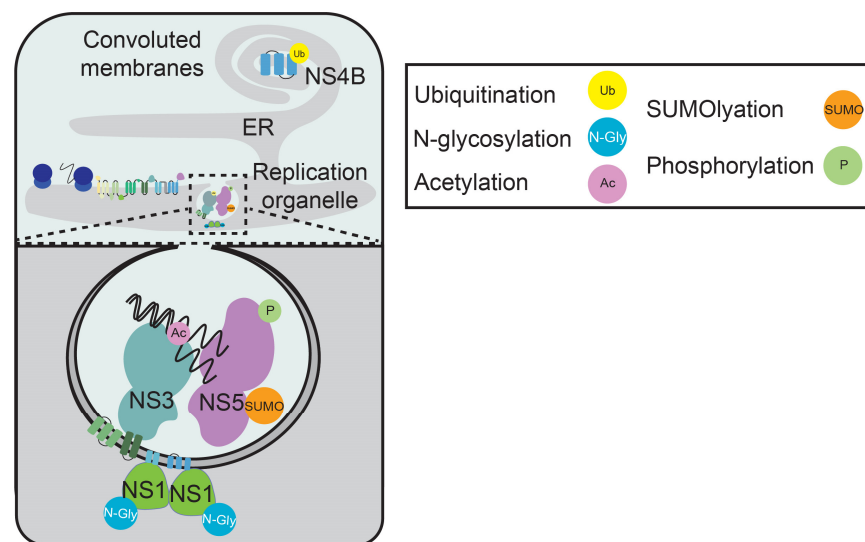 Convoluted
membranes
Ub
NS4B
ER
Replication
organelle
Ac
P
NS3
NS5
SUMO
NS1
NS1
N-Gly
N-Gly
Ubiquitination
Ub
SUMOlyation
SUMO
N-glycosylation
N-Gly
Phosphorylation
P
Acetylation
Ac